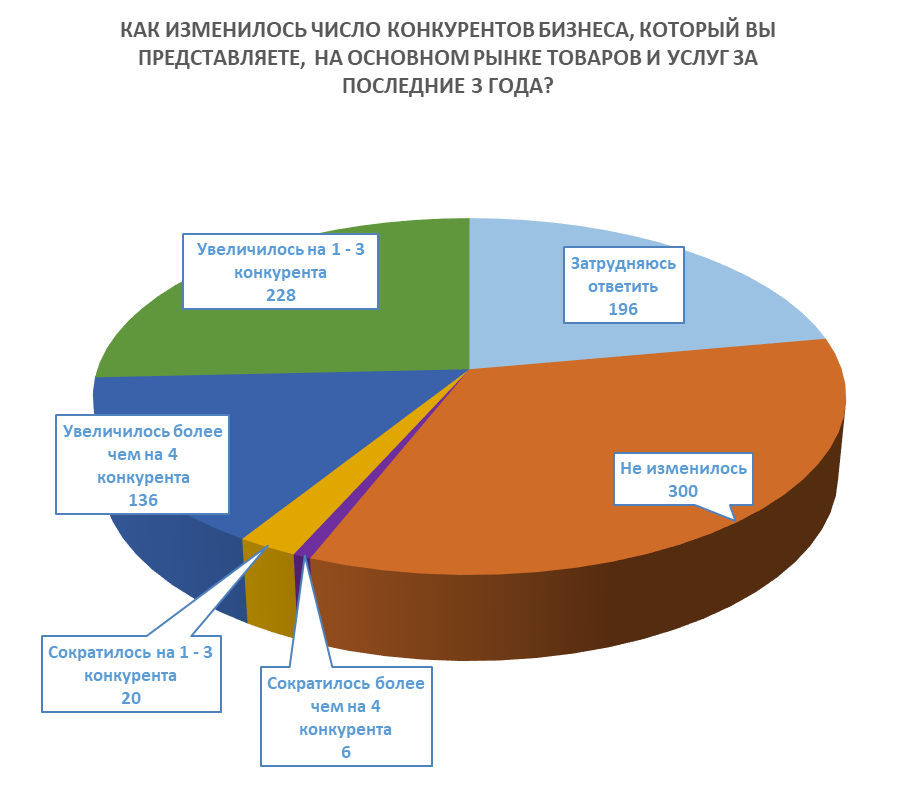 КАК ИЗМЕНИЛОСЬ ЧИСЛО КОНКУРЕНТОВ БИЗНЕСА, КОТОРЫЙ ВЫ
ПРЕДСТАВЛЯЕТЕ, НА ОСНОВНОМ РЫНКЕ ТОВАРОВ И УСЛУГ ЗА
ПОСЛЕДНИЕ 3 ГОДА?
Увеличилось на 1 - 3
конкурента
228
Затрудняюсь
ответить
196
Увеличилось более
чем на 4
конкурента
136
Не изменилось
300
Сократилось на 1 - 3
конкурента
20
Сократилось более
чем на 4
конкурента
6